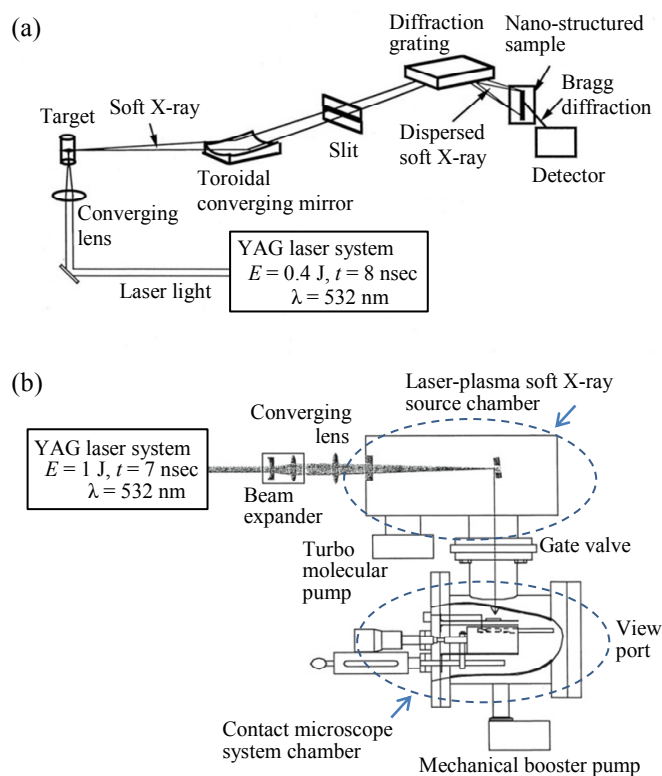 (a)
Diffraction
grating
Nano-structured
sample
Bragg
diffraction
Soft X-ray
Target
Slit
Dispersed
soft X-ray
Detector
Toroidal
converging mirror
Converging
lens
YAG laser system
E = 0.4 J, t = 8 nsec
λ = 532 nm
Laser light
(b)
Laser-plasma soft X-ray
source chamber
Converging
lens
YAG laser system
E = 1 J, t = 7 nsec
λ = 532 nm
Beam
expander
Gate valve
Turbo
molecular
pump
View
port
Contact microscope
system chamber
Mechanical booster pump